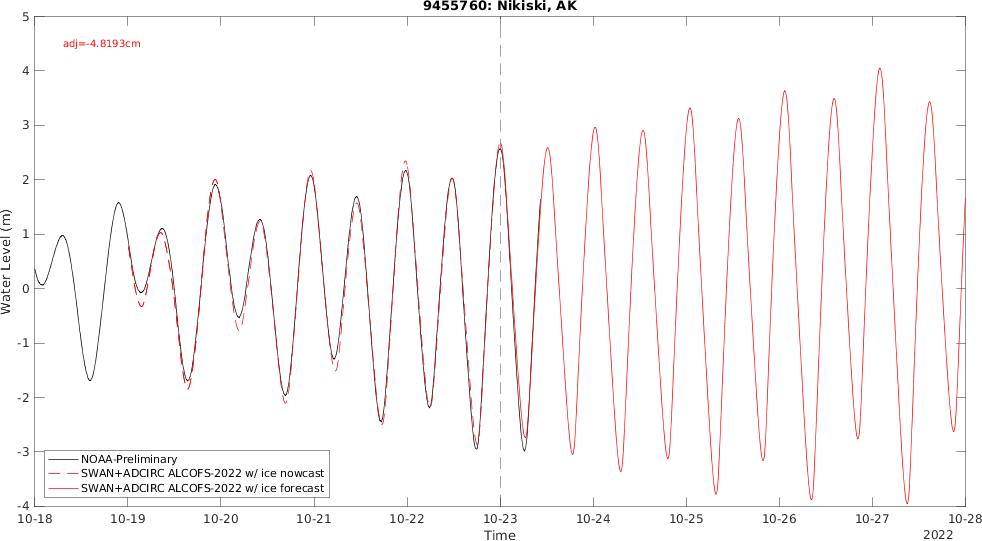 9455760: Nikiski, AK
adj=-4.8193cm
5
4
3
2
1
0
-1
-2
-3
-4
Water Level (m)
NOAA-Preliminary
SWAN+ADCIRC ALCOFS-2022 w/ ice nowcast
SWAN+ADCIRC ALCOFS-2022 w/ ice forecast
10-18 10-19 10-20 10-21 10-22 10-23 10-24 10-25 10-26 10-27 10-28
Time
2022